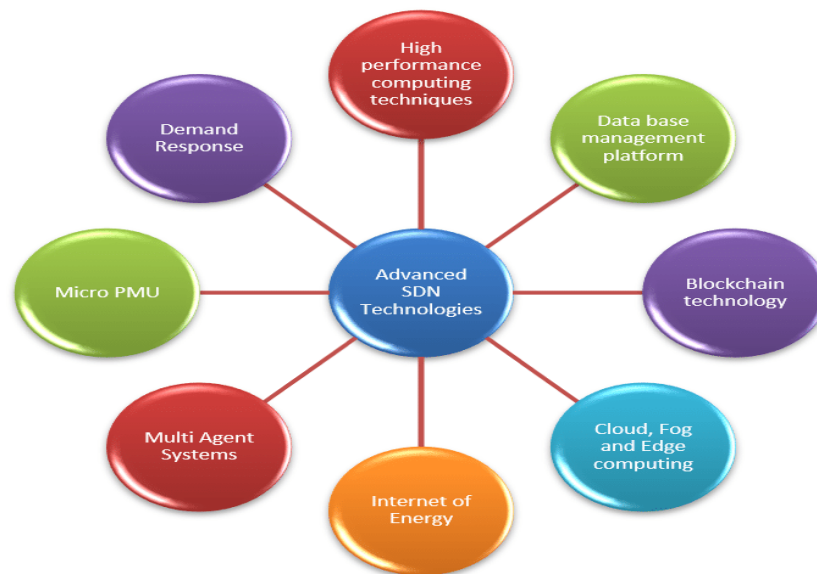 High
performance
computing
techniques
Data base
management
platform
Blockchain
technology
Cloud, Fog
and Edge
computing
Internet of
Energy
Multi Agent
Systems
Micro PMU
Demand
Response
Advanced
SDN
Technologies